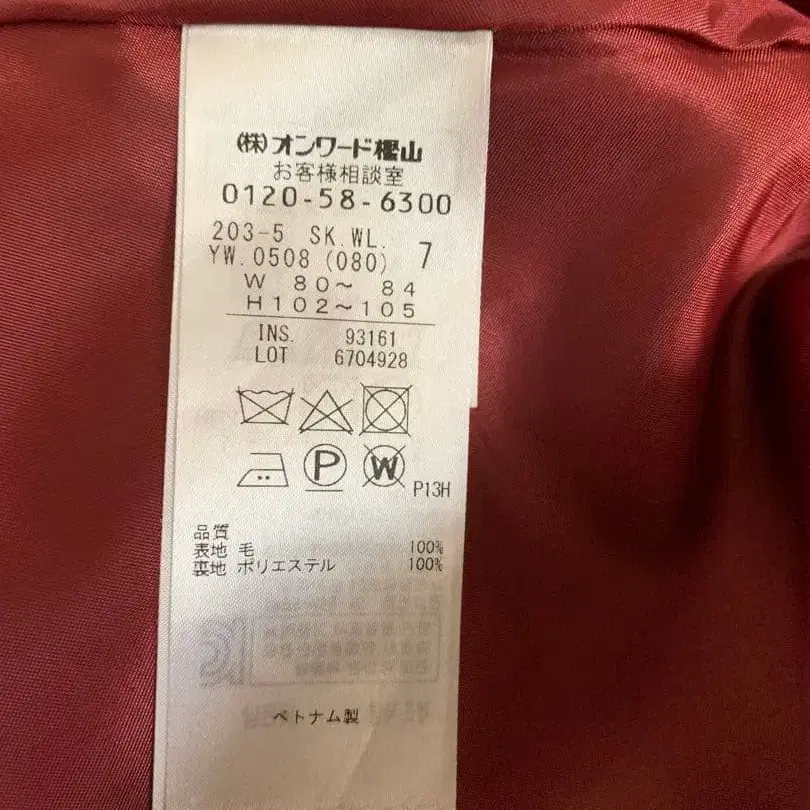 (株)オンワード樫山
お客様相談室
0120-58-6300
203-5 SK.WL. 7
YW.0508 (080)
W 80～ 84
H102～105
INS. 93161
LOT 6704928
P
W
P13H
品質
表地 毛 100%
裏地 ポリエステル 100%
ベトナム製